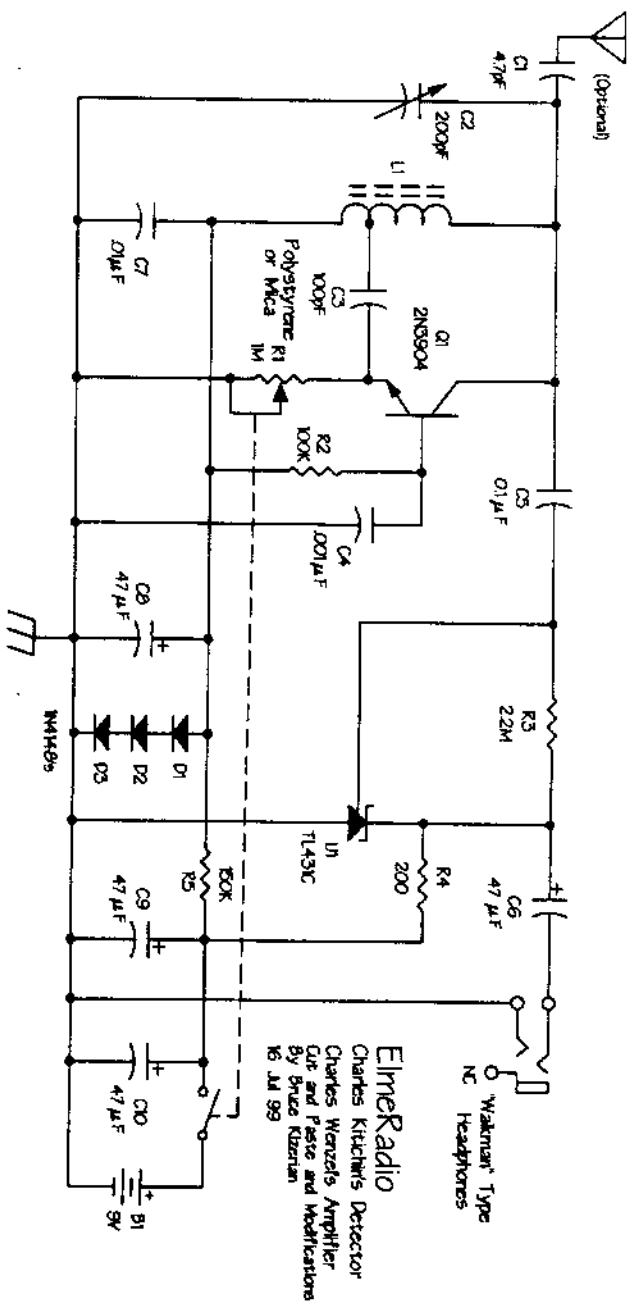 (Optional)
C1
4.7pF
C2
200pF
L1
C3
100pF
Polystyrene
or Mica
Q1
2N3904
C5
0.1µF
R3
2.2M
C6
47µF
+
"Walkman" Type
Headphones
NC
R1
1M
R2
100K
C4
.001µF
U1
TL431C
R4
200
C7
.01µF
C8
47µF
+
D1
D2
D3
1N4148's
150K
R5
C9
47µF
+
C10
47µF
+
B1
9V
+
ElmeRadio
Charles Kitichin's Detector
Charles Wenzel's Amplifier
Cut and Paste and Modifications
By Bruce Kizerian
16 Jul 99